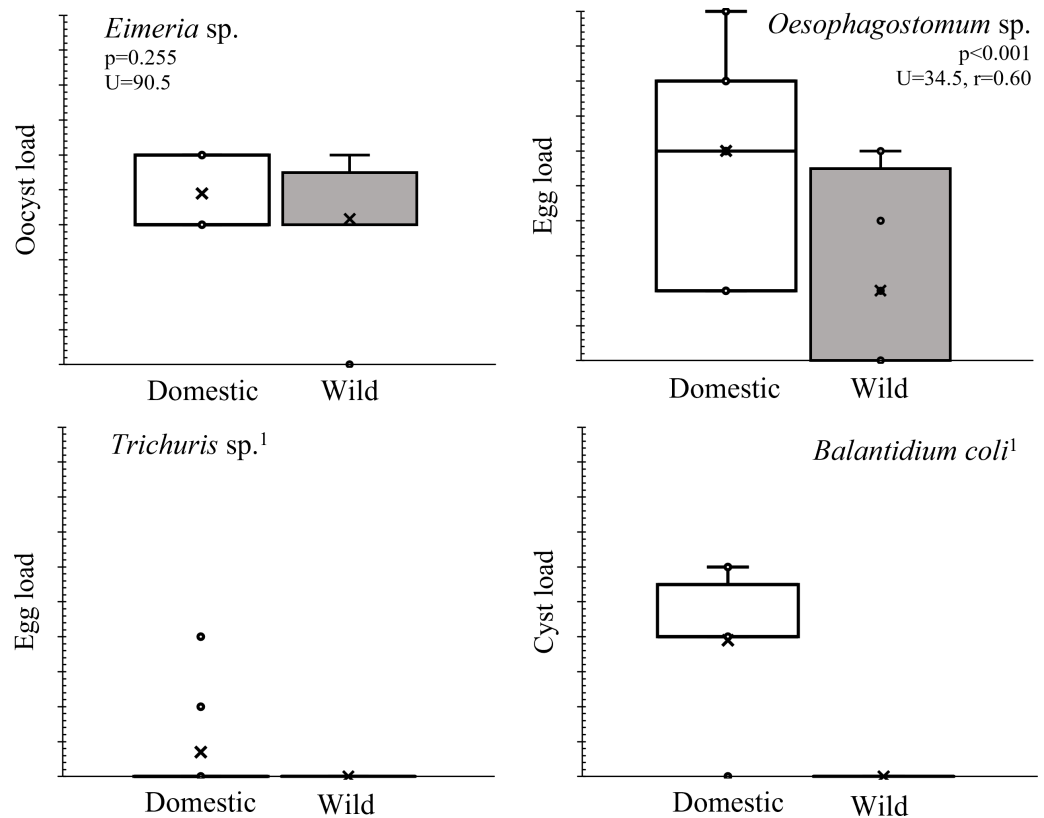 Eimeria sp.
p=0.255
U=90.5
Oocyst load
Domestic
Wild
Oesophagostomum sp.
p<0.001
U=34.5, r=0.60
Egg load
Domestic
Wild
Trichuris sp.¹
Egg load
Domestic
Wild
Balantidium coli¹
Cyst load
Domestic
Wild